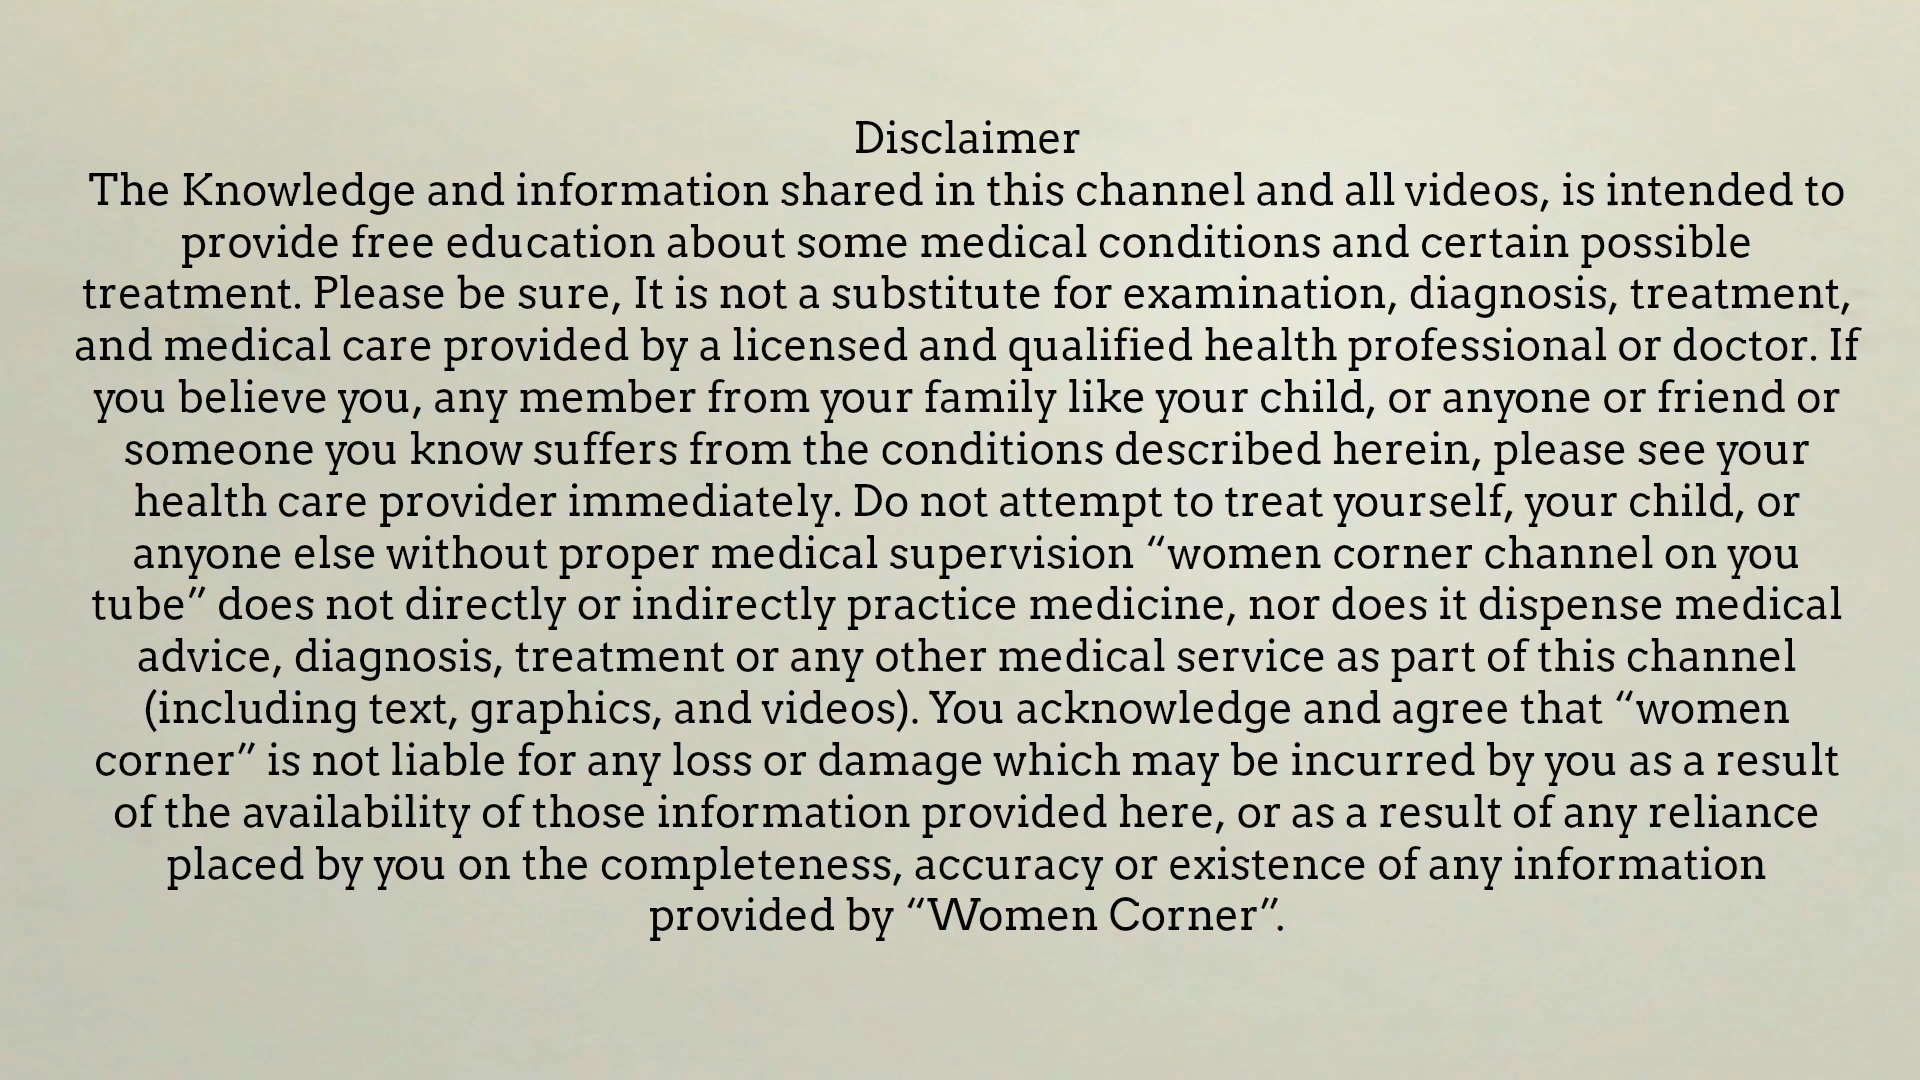 Disclaimer
The Knowledge and information shared in this channel and all videos, is intended to
provide free education about some medical conditions and certain possible
treatment. Please be sure, It is not a substitute for examination, diagnosis, treatment,
and medical care provided by a licensed and qualified health professional or doctor. If
you believe you, any member from your family like your child, or anyone or friend or
someone you know suffers from the conditions described herein, please see your
health care provider immediately. Do not attempt to treat yourself, your child, or
anyone else without proper medical supervision “women corner channel on you
tube” does not directly or indirectly practice medicine, nor does it dispense medical
advice, diagnosis, treatment or any other medical service as part of this channel
(including text, graphics, and videos). You acknowledge and agree that “women
corner” is not liable for any loss or damage which may be incurred by you as a result
of the availability of those information provided here, or as a result of any reliance
placed by you on the completeness, accuracy or existence of any information
provided by “Women Corner”.